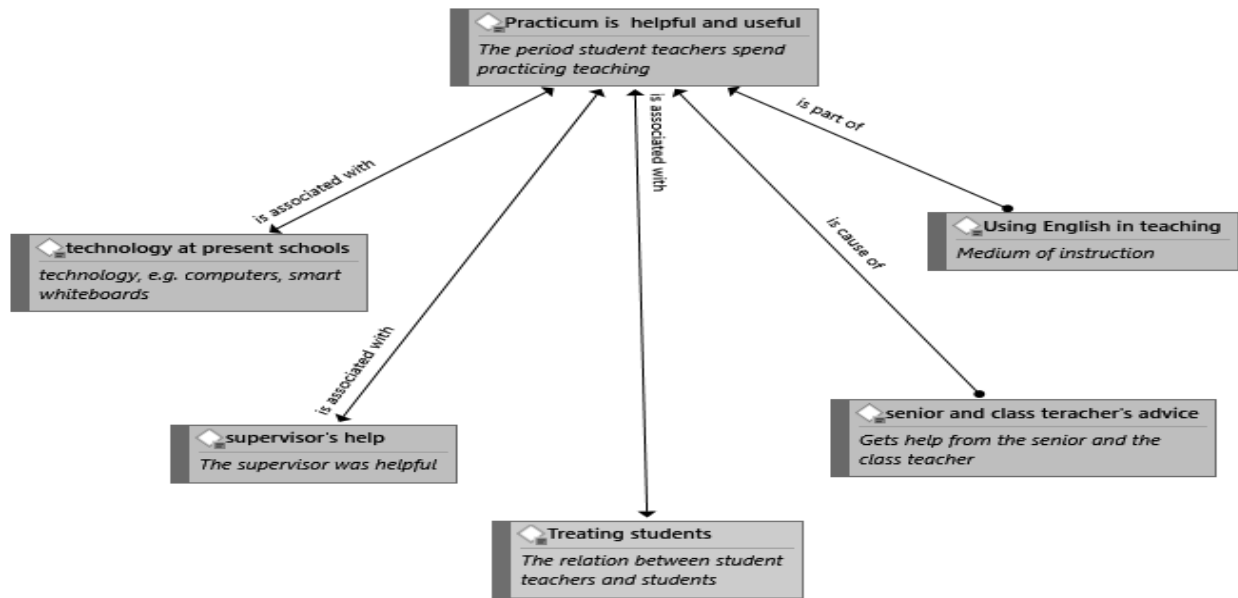 Practicum is helpful and useful
The period student teachers spend
practicing teaching
is associated with
is part of
is associated with
Using English in teaching
Medium of instruction
is cause of
technology at present schools
technology, e.g. computers, smart
whiteboards
is associated with
senior and class teracher's advice
Gets help from the senior and the
class teacher
supervisor's help
The supervisor was helpful
Treating students
The relation between student
teachers and students